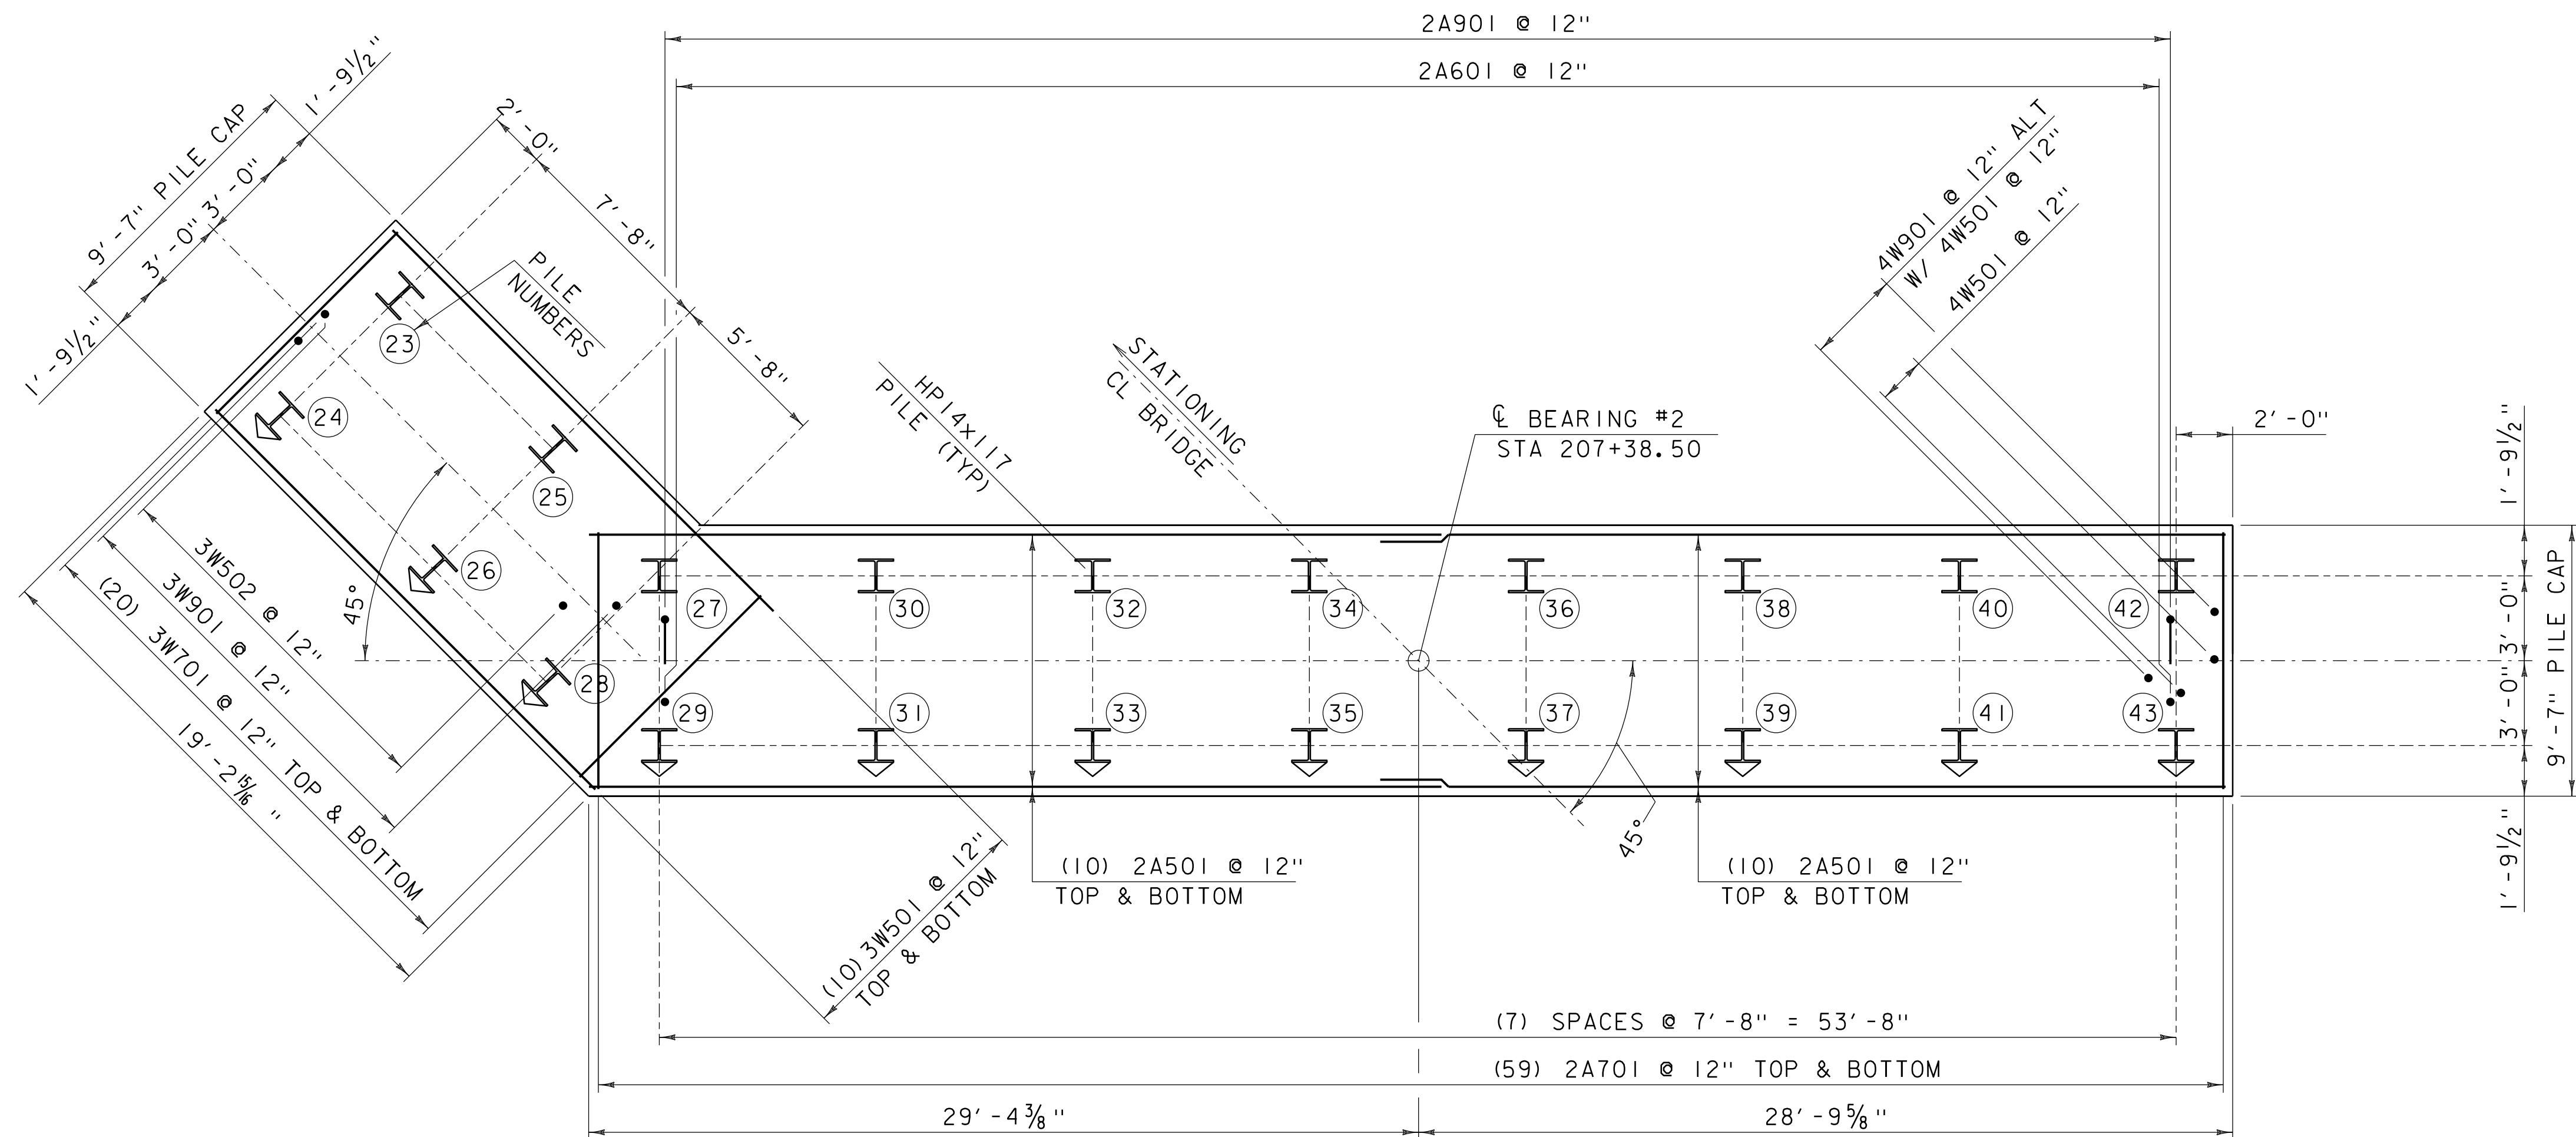 2A901 @ 12"
2A601 @ 12"
1'-9½"
9'-7" PILE CAP
3'-0"
3'-0"
1'-9½"
2'-0"
7'-8"
5'-8"
PILE
NUMBERS
HP14x117
PILE (TYP)
STATIONING
CL BRIDGE
℄ BEARING #2
STA 207+38.50
4W901 @ 12" ALT
W/ 4W501 @ 12"
4W501 @ 12"
2'-0"
1'-9½"
3'-0"
3'-0"
1'-9½"
9'-7" PILE CAP
23
24
25
26
27
28
29
30
31
32
33
34
35
36
37
38
39
40
41
42
43
45°
45°
3W502 @ 12"
3W901 @ 12"
(20) 3W701 @ 12" TOP & BOTTOM
19'-2 15/16"
(10) 3W501 @ 12"
TOP & BOTTOM
(10) 2A501 @ 12"
TOP & BOTTOM
(10) 2A501 @ 12"
TOP & BOTTOM
(7) SPACES @ 7'-8" = 53'-8"
(59) 2A701 @ 12" TOP & BOTTOM
29'-4⅜"
28'-9⅝"